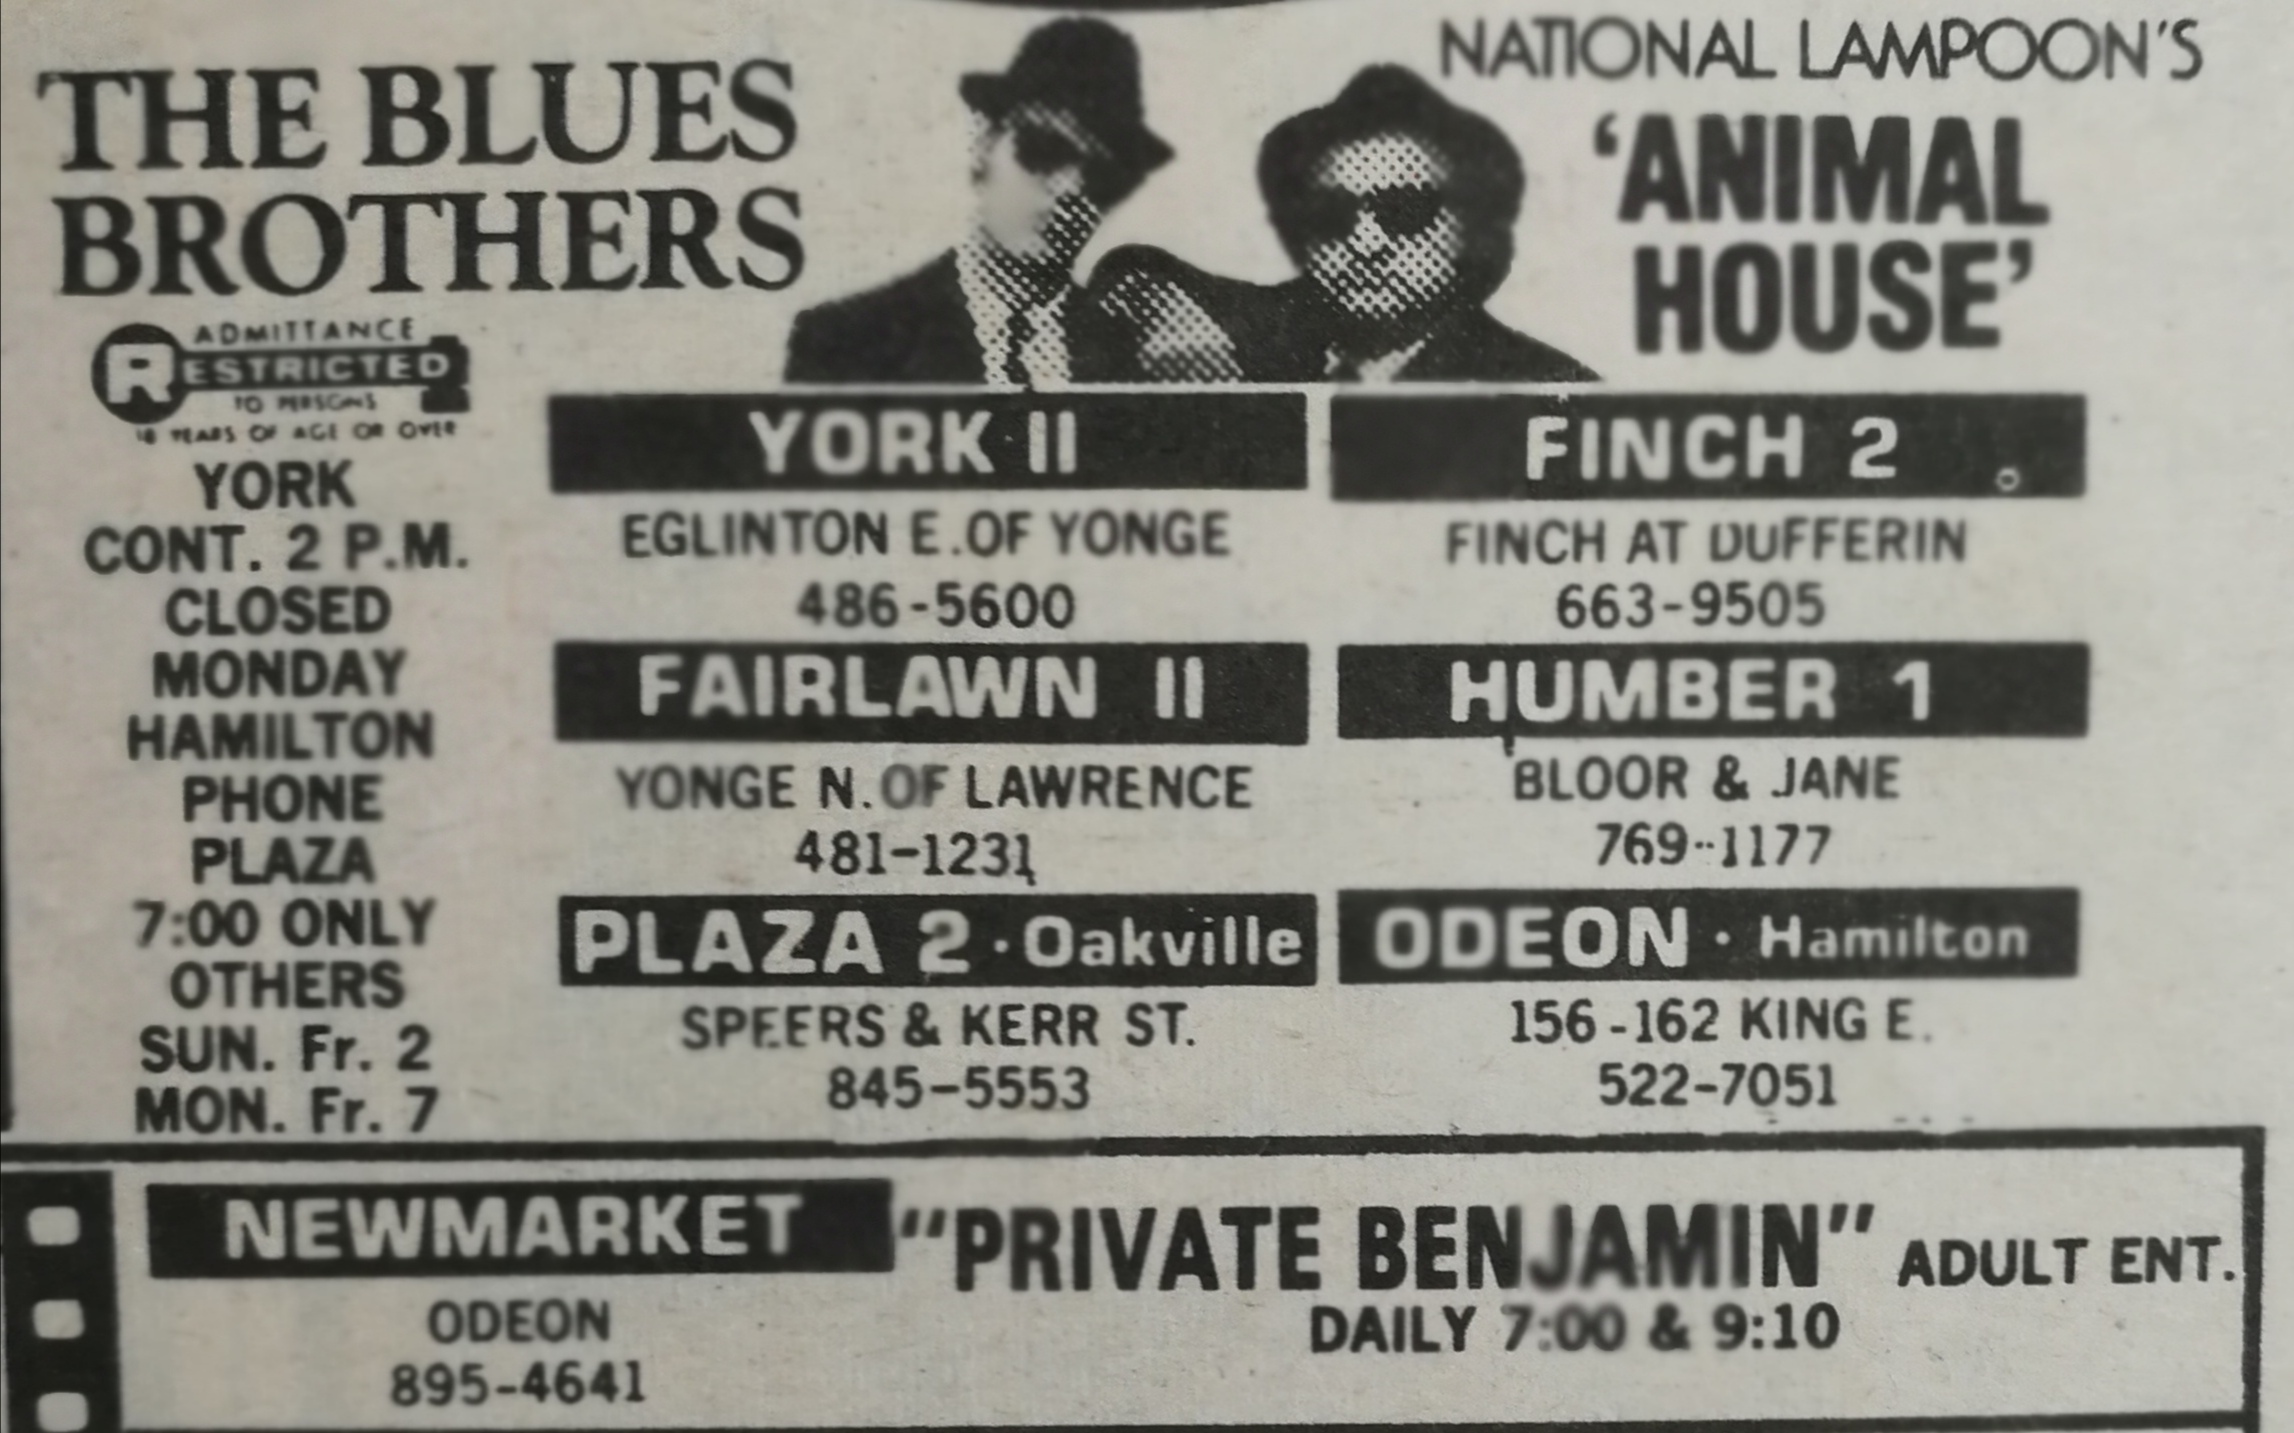 THE BLUES
BROTHERS
NATIONAL LAMPOON'S
'ANIMAL
HOUSE'
ADMITTANCE
RESTRICTED
TO PERSONS
18 YEARS OF AGE OR OVER
YORK
CONT. 2 P.M.
CLOSED
MONDAY
HAMILTON
PHONE
PLAZA
7:00 ONLY
OTHERS
SUN. Fr. 2
MON. Fr. 7
YORK II
EGLINTON E.OF YONGE
486-5600
FINCH 2
FINCH AT DUFFERIN
663-9505
FAIRLAWN II
YONGE N.OF LAWRENCE
481-1231
HUMBER 1
BLOOR & JANE
769-1177
PLAZA 2 · Oakville
SPEERS & KERR ST.
845-5553
ODEON · Hamilton
156-162 KING E.
522-7051
NEWMARKET
ODEON
895-4641
"PRIVATE BENJAMIN" ADULT ENT.
DAILY 7:00 & 9:10